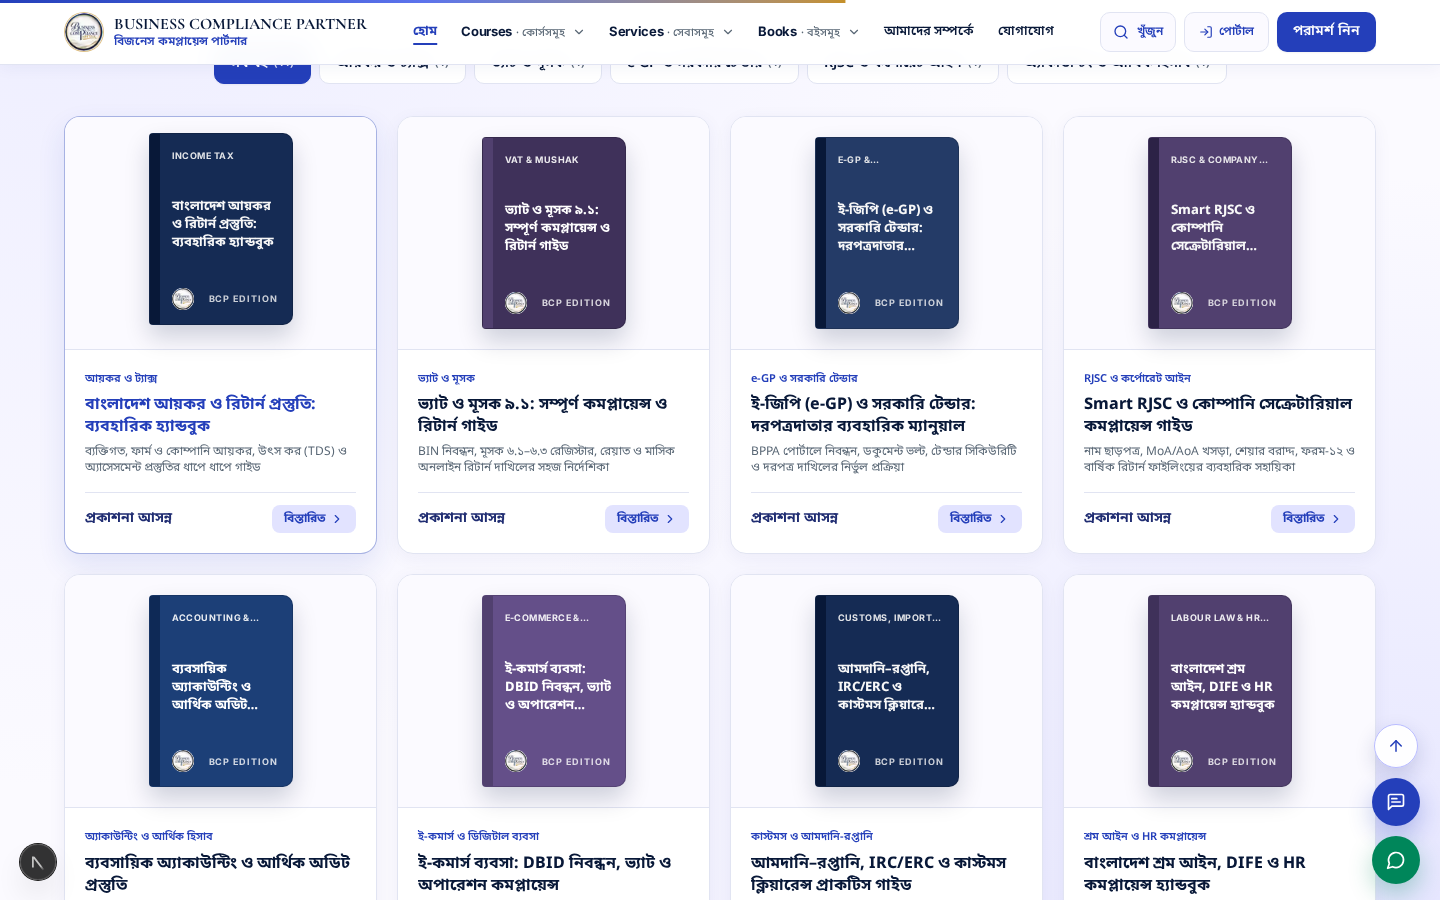 BUSINESS COMPLIANCE PARTNER
বিজনেস কমপ্লায়েন্স পার্টনার
হোম
Courses · কোর্সসমূহ
Services · সেবাসমূহ
Books · বইসমূহ
আমাদের সম্পর্কে
যোগাযোগ
খুঁজুন
পোর্টাল
পরামর্শ নিন
INCOME TAX
বাংলাদেশ আয়কর
ও রিটার্ন প্রস্তুতি:
ব্যবহারিক হ্যান্ডবুক
BCP EDITION
VAT & MUSHAK
ভ্যাট ও মূসক ৯.১:
সম্পূর্ণ কমপ্লায়েন্স ও
রিটার্ন গাইড
BCP EDITION
E-GP &...
ই-জিপি (e-GP) ও
সরকারি টেন্ডার:
দরপত্রদাতার...
BCP EDITION
RJSC & COMPANY...
Smart RJSC ও
কোম্পানি
সেক্রেটারিয়াল...
BCP EDITION
আয়কর ও ট্যাক্স
বাংলাদেশ আয়কর ও রিটার্ন প্রস্তুতি:
ব্যবহারিক হ্যান্ডবুক
ব্যক্তিগত, ফার্ম ও কোম্পানি আয়কর, উৎস কর (TDS) ও
অ্যাসেসমেন্ট প্রস্তুতির ধাপে ধাপে গাইড
প্রকাশনা আসন্ন
বিস্তারিত
ভ্যাট ও মূসক
ভ্যাট ও মূসক ৯.১: সম্পূর্ণ কমপ্লায়েন্স ও
রিটার্ন গাইড
BIN নিবন্ধন, মূসক ৬.১–৬.৩ রেজিস্টার, রেয়াত ও মাসিক
অনলাইন রিটার্ন দাখিলের সহজ নির্দেশিকা
প্রকাশনা আসন্ন
বিস্তারিত
e-GP ও সরকারি টেন্ডার
ই-জিপি (e-GP) ও সরকারি টেন্ডার:
দরপত্রদাতার ব্যবহারিক ম্যানুয়াল
BPPA পোর্টালে নিবন্ধন, ডকুমেন্ট ভল্ট, টেন্ডার সিকিউরিটি
ও দরপত্র দাখিলের নির্ভুল প্রক্রিয়া
প্রকাশনা আসন্ন
বিস্তারিত
RJSC ও কর্পোরেট আইন
Smart RJSC ও কোম্পানি সেক্রেটারিয়াল
কমপ্লায়েন্স গাইড
নাম ছাড়পত্র, MoA/AoA খসড়া, শেয়ার বরাদ্দ, ফরম-১২ ও
বার্ষিক রিটার্ন ফাইলিংয়ের ব্যবহারিক সহায়িকা
প্রকাশনা আসন্ন
বিস্তারিত
ACCOUNTING &...
ব্যবসায়িক
অ্যাকাউন্টিং ও
আর্থিক অডিট...
BCP EDITION
E-COMMERCE &...
ই-কমার্স ব্যবসা:
DBID নিবন্ধন, ভ্যাট
ও অপারেশন...
BCP EDITION
CUSTOMS, IMPORT...
আমদানি–রপ্তানি,
IRC/ERC ও
কাস্টমস ক্লিয়ারে...
BCP EDITION
LABOUR LAW & HR...
বাংলাদেশ শ্রম
আইন, DIFE ও HR
কমপ্লায়েন্স হ্যান্ডবুক
BCP EDITION
অ্যাকাউন্টিং ও আর্থিক হিসাব
ব্যবসায়িক অ্যাকাউন্টিং ও আর্থিক অডিট
প্রস্তুতি
ই-কমার্স ও ডিজিটাল ব্যবসা
ই-কমার্স ব্যবসা: DBID নিবন্ধন, ভ্যাট ও
অপারেশন কমপ্লায়েন্স
কাস্টমস ও আমদানি-রপ্তানি
আমদানি–রপ্তানি, IRC/ERC ও কাস্টমস
ক্লিয়ারেন্স প্রাকটিস গাইড
শ্রম আইন ও HR কমপ্লায়েন্স
বাংলাদেশ শ্রম আইন, DIFE ও HR
কমপ্লায়েন্স হ্যান্ডবুক